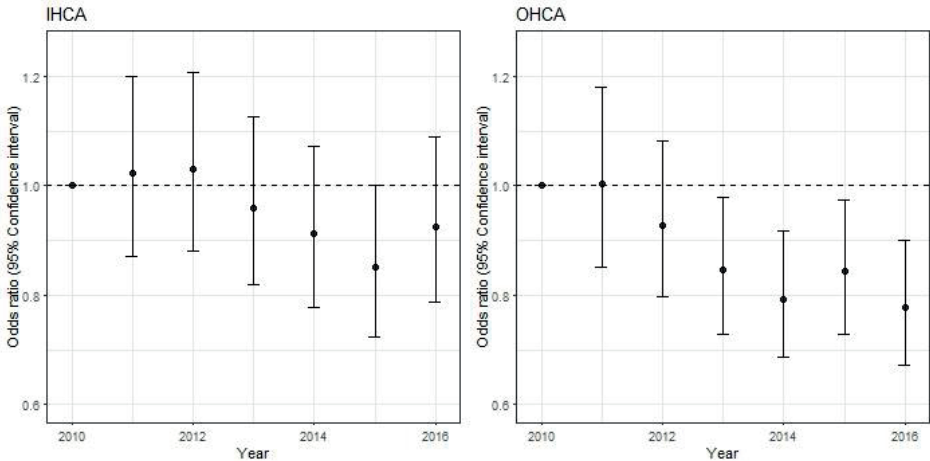 IHCA
Odds ratio (95% Confidence interval)
1.2
1.0
0.8
0.6
2010 2012 2014 2016
Year
OHCA
Odds ratio (95% Confidence interval)
1.2
1.0
0.8
0.6
2010 2012 2014 2016
Year